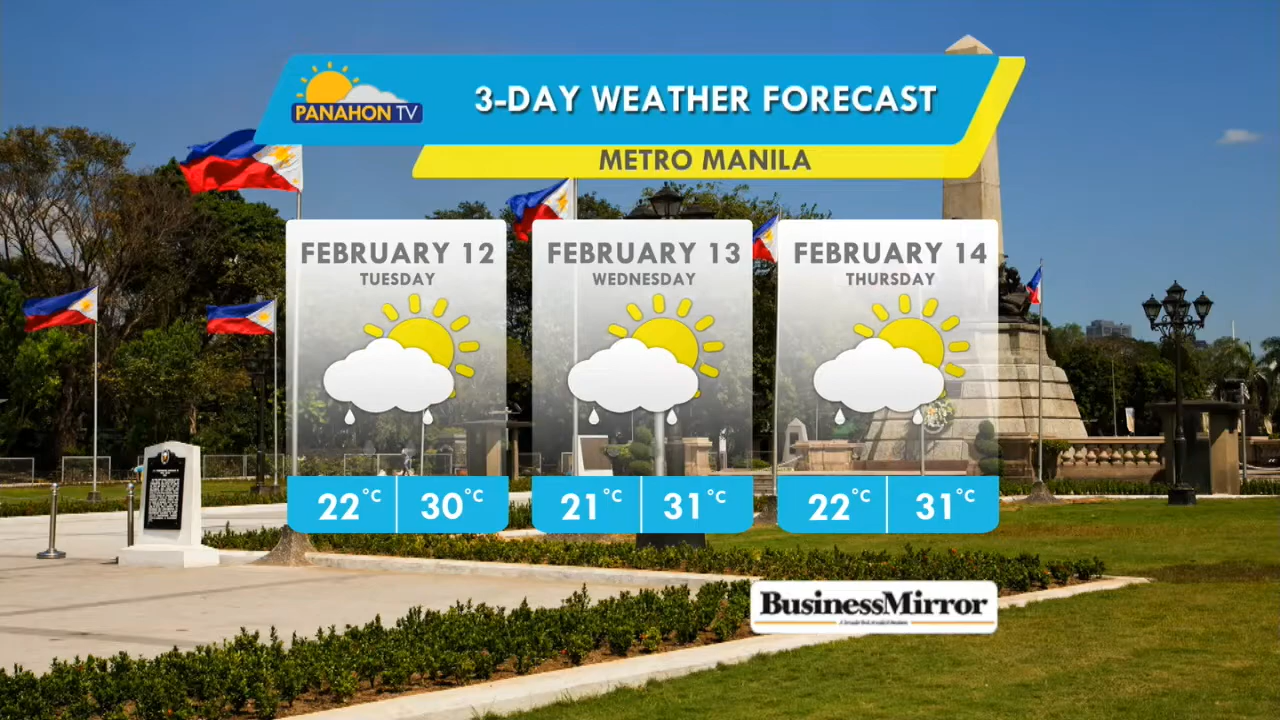 PANAHON TV
3-DAY WEATHER FORECAST
METRO MANILA
FEBRUARY 12
TUESDAY
22°C
30°C
FEBRUARY 13
WEDNESDAY
21°C
31°C
FEBRUARY 14
THURSDAY
22°C
31°C
BusinessMirror